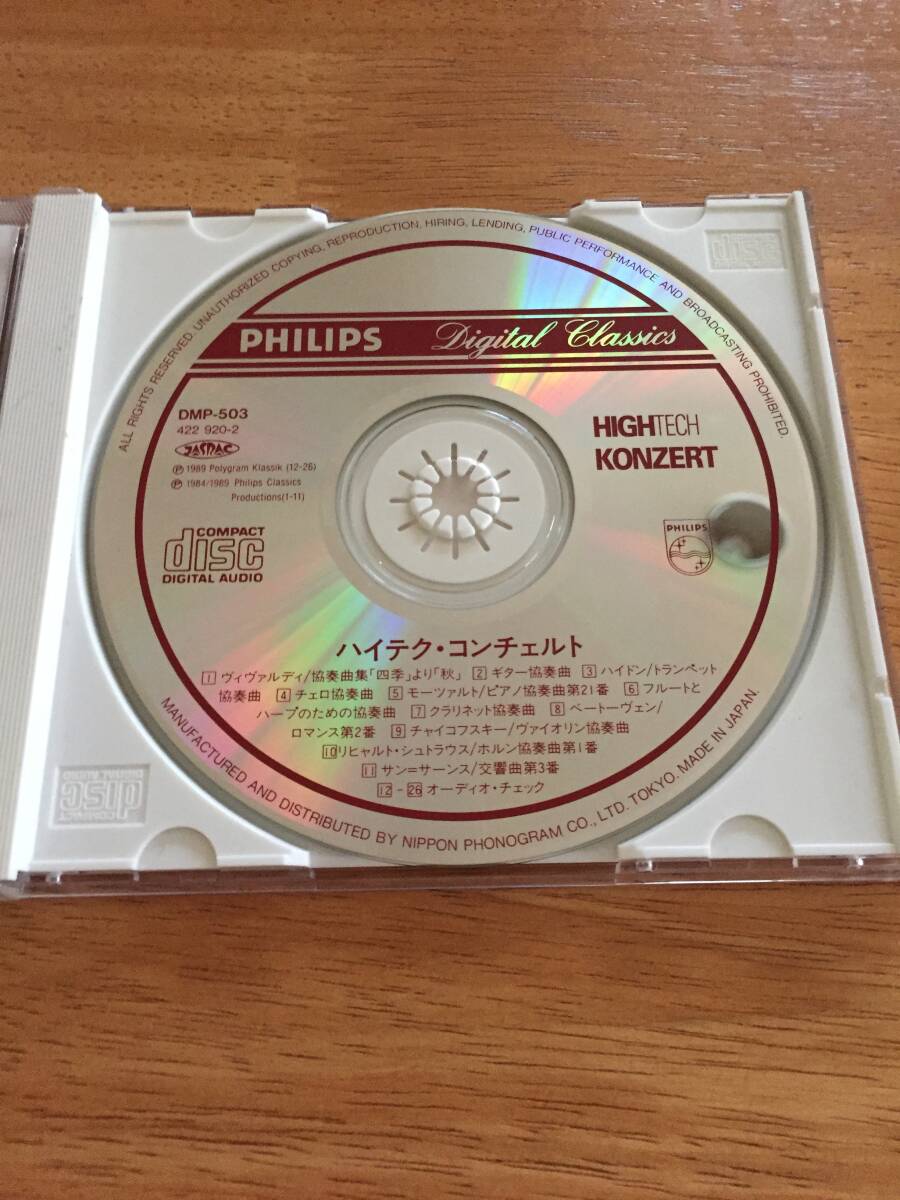 ALL RIGHTS RESERVED. UNAUTHORIZED COPYING, REPRODUCTION, HIRING, LENDING, PUBLIC PERFORMANCE AND BROADCASTING PROHIBITED.
PHILIPS Digital Classics
DMP-503
422 920-2
JASRAC
Ⓟ 1989 Polygram Klassik (12-26)
Ⓟ 1984/1989 Philips Classics
Productions(1-11)
HIGHTECH
KONZERT
COMPACT
disc
DIGITAL AUDIO
PHILIPS
ハイテク・コンチェルト
1 ヴィヴァルディ/協奏曲集「四季」より「秋」 2 ギター協奏曲 3 ハイドン/トランペット
協奏曲 4 チェロ協奏曲 5 モーツァルト/ピアノ協奏曲第21番 6 フルートと
ハープのための協奏曲 7 クラリネット協奏曲 8 ベートーヴェン/
ロマンス第2番 9 チャイコフスキー/ヴァイオリン協奏曲
10 リヒャルト・シュトラウス/ホルン協奏曲第1番
11 サン=サーンス/交響曲第3番
12-26 オーディオ・チェック
MANUFACTURED AND DISTRIBUTED BY NIPPON PHONOGRAM CO., LTD. TOKYO. MADE IN JAPAN.
disc
COMPACT
disc
DIGITAL AUDIO